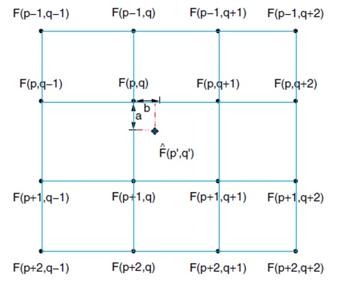 F(p−1,q−1) F(p−1,q) F(p−1,q+1) F(p−1,q+2)
F(p,q−1) F(p,q) F(p,q+1) F(p,q+2)
b
a
F̂(p',q')
F(p+1,q−1) F(p+1,q) F(p+1,q+1) F(p+1,q+2)
F(p+2,q−1) F(p+2,q) F(p+2,q+1) F(p+2,q+2)